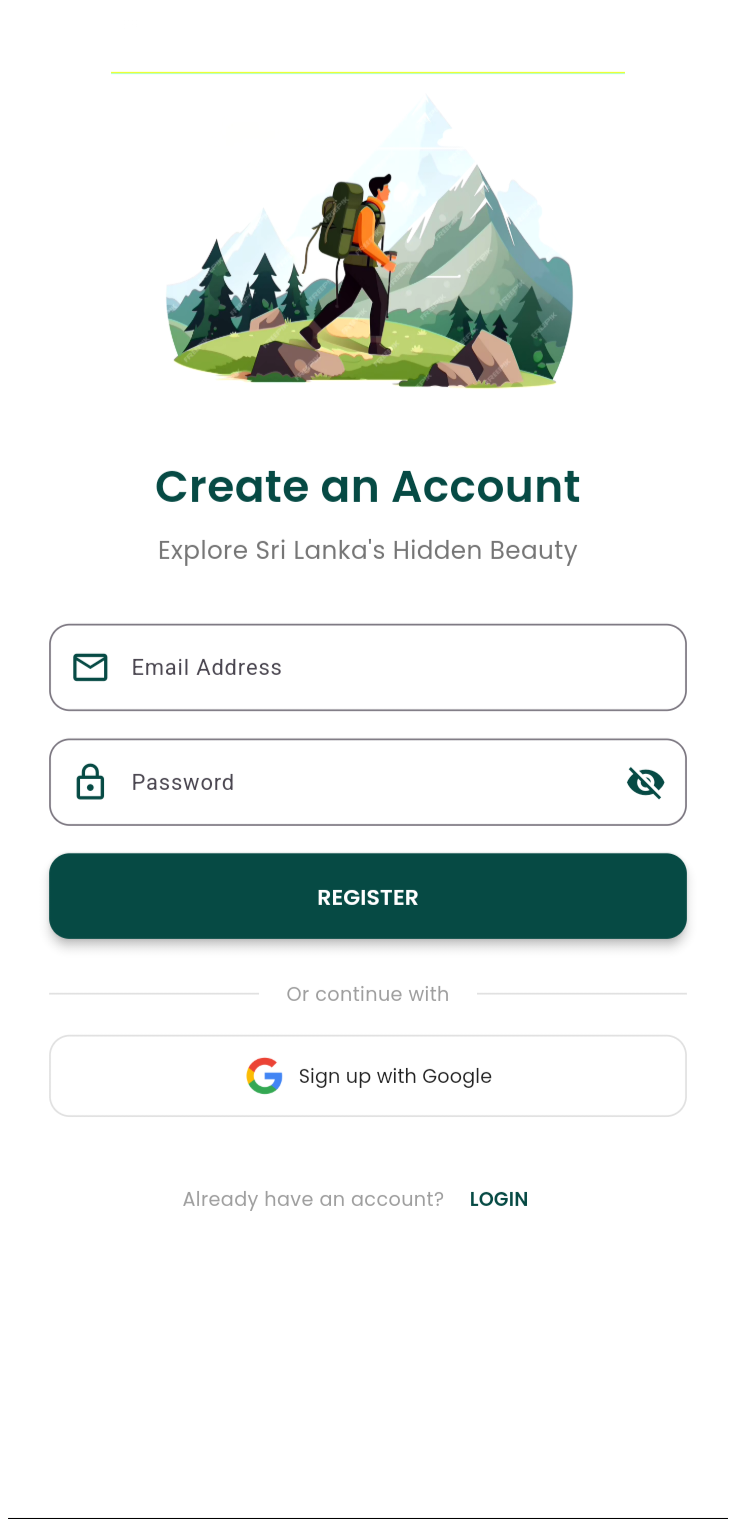 Create an Account
Explore Sri Lanka's Hidden Beauty
Email Address
Password
REGISTER
Or continue with
Sign up with Google
Already have an account? LOGIN